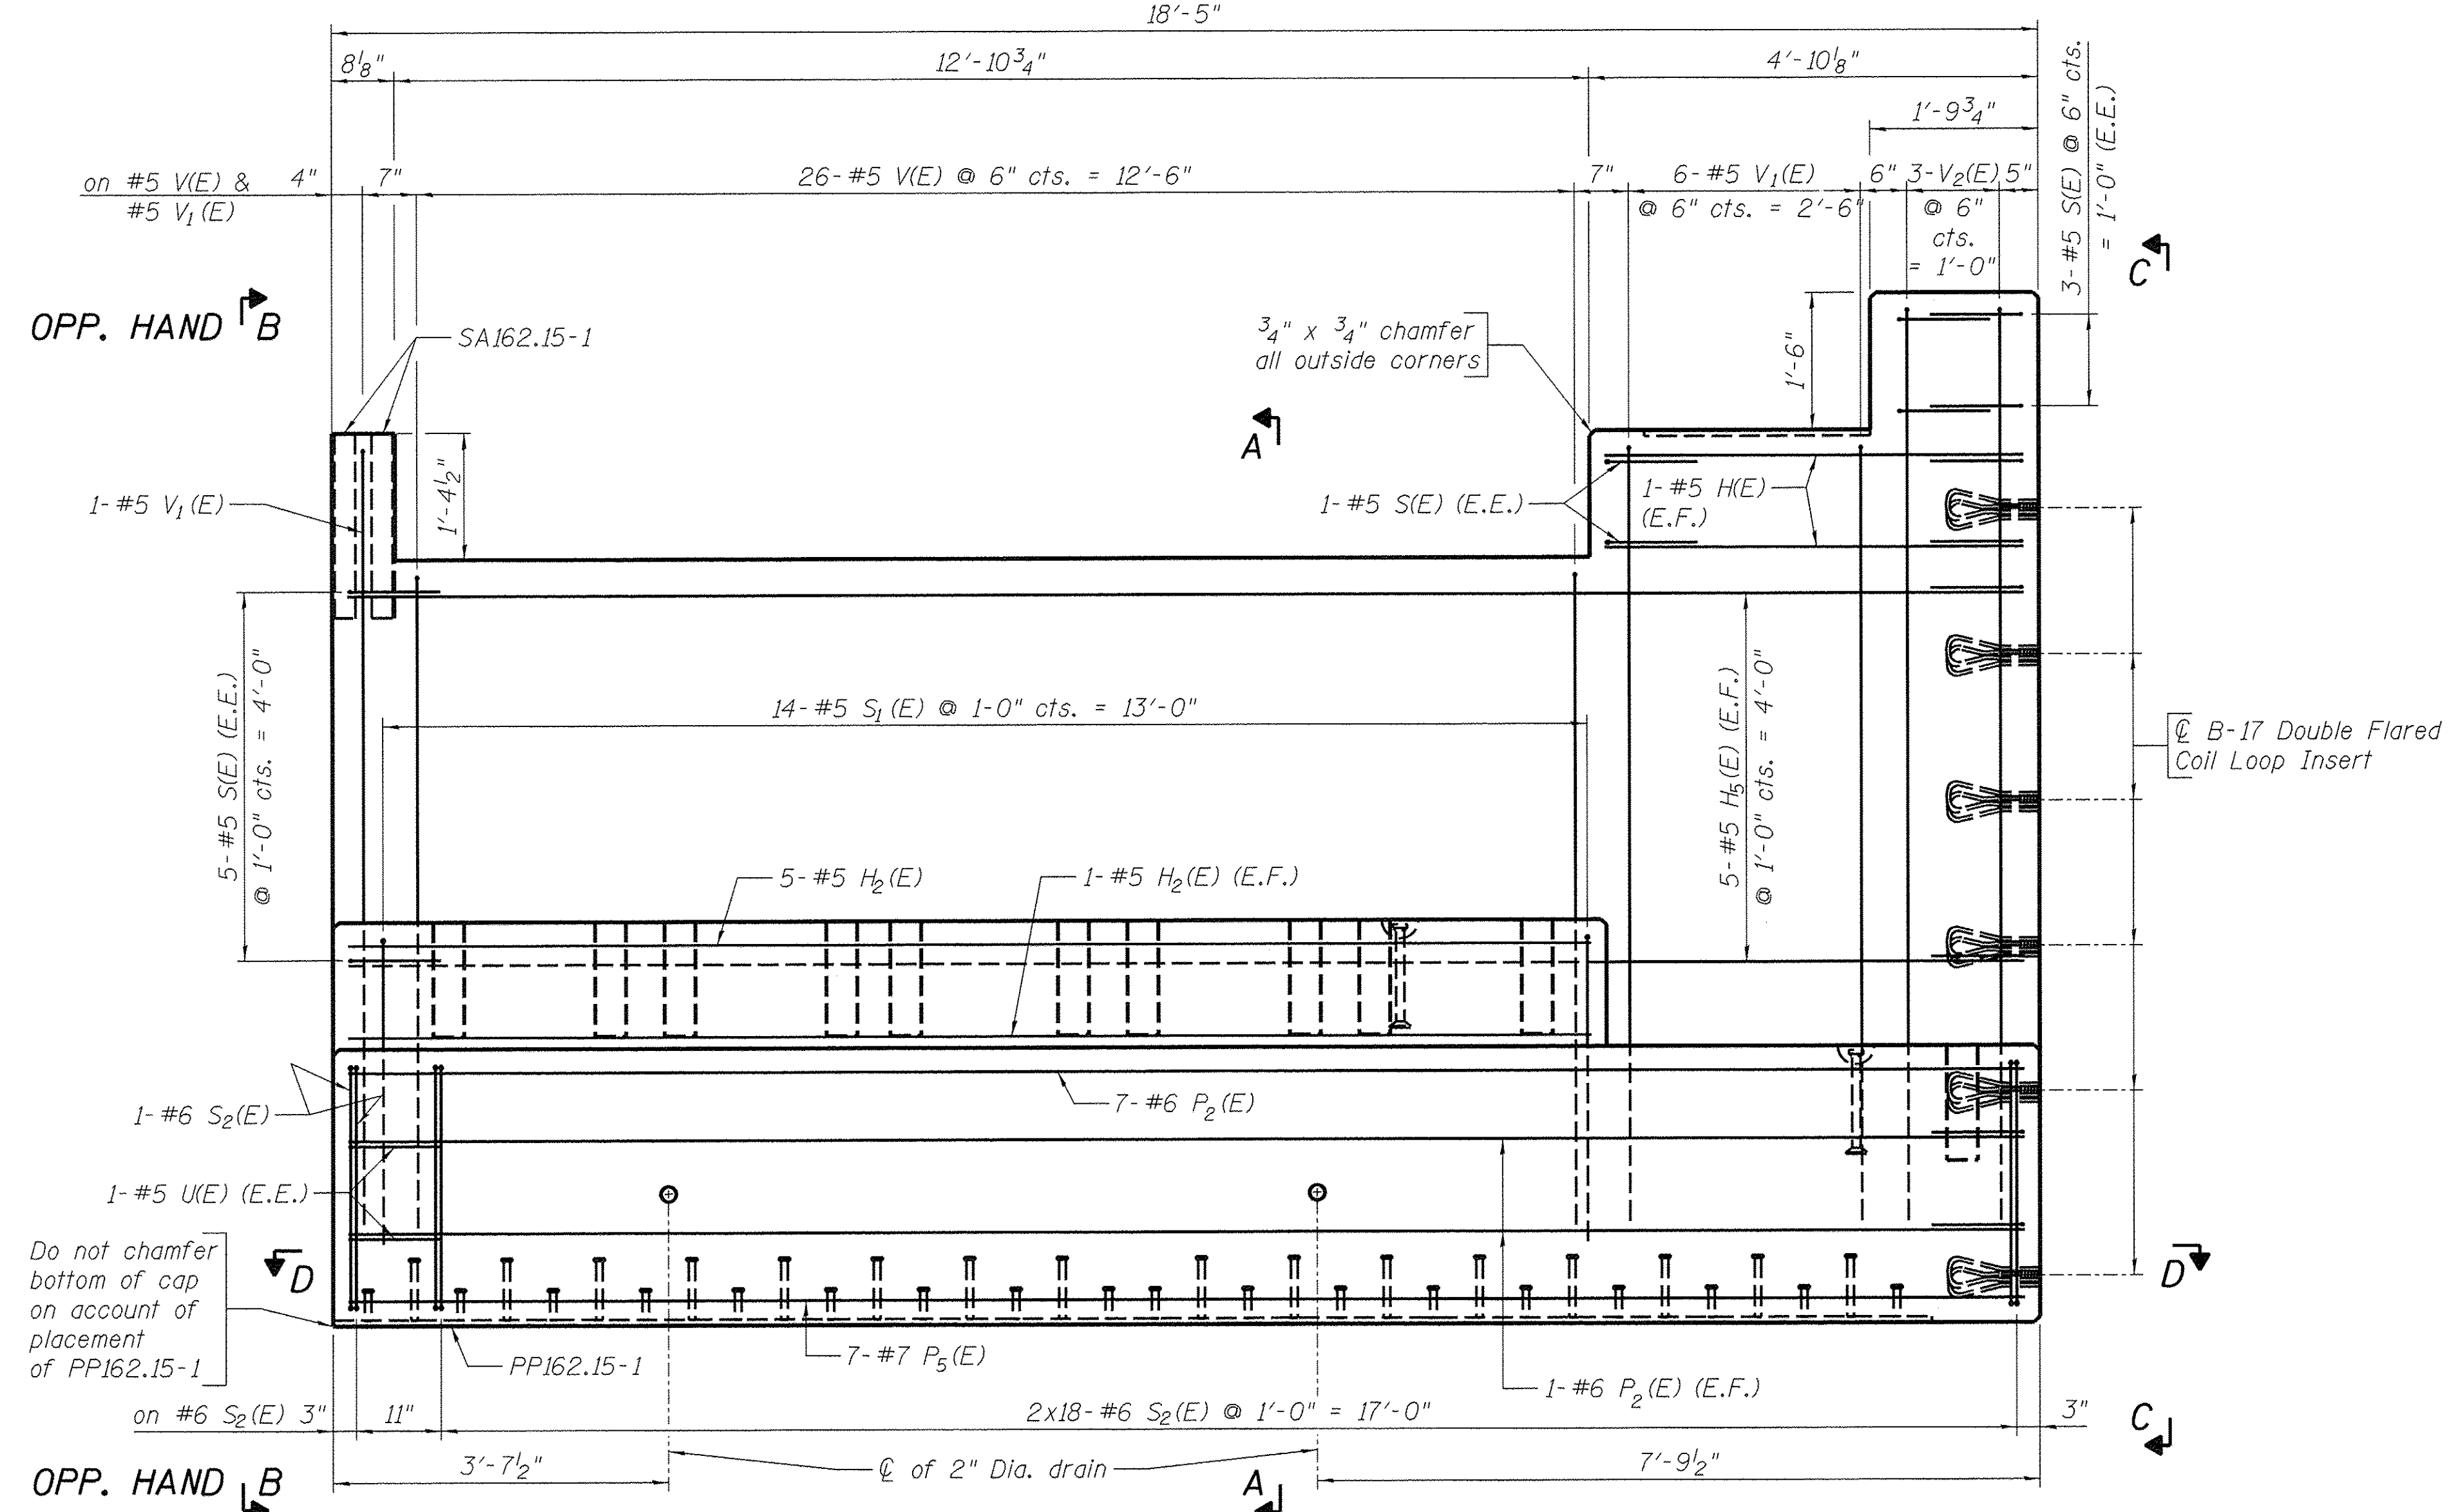 18'-5"
8 1/8"
12'-10 3/4"
4'-10 1/8"
1'-9 3/4"
3-#5 S(E) @ 6" cts.
= 1'-0" (E.E.)
on #5 V(E) &
#5 V1(E)
4"
7"
26-#5 V(E) @ 6" cts. = 12'-6"
7"
6-#5 V1(E)
@ 6" cts. = 2'-6"
6"
3-V2(E)
@ 6"
cts.
= 1'-0"
5"
C
OPP. HAND B
SA162.15-1
3/4" x 3/4" chamfer
all outside corners
1'-6"
A
1'-4 1/2"
1-#5 V1(E)
1-#5 S(E) (E.E.)
1-#5 H(E)
(E.F.)
5-#5 S(E) (E.E.)
@ 1'-0" cts. = 4'-0"
14-#5 S1(E) @ 1-0" cts. = 13'-0"
5-#5 H5(E) (E.F.)
@ 1'-0" cts. = 4'-0"
℄ B-17 Double Flared
Coil Loop Insert
5-#5 H2(E)
1-#5 H2(E) (E.F.)
1-#6 S2(E)
7-#6 P2(E)
1-#5 U(E) (E.E.)
Do not chamfer
bottom of cap
on account of
placement
of PP162.15-1
D
D
PP162.15-1
7-#7 P5(E)
1-#6 P2(E) (E.F.)
on #6 S2(E) 3"
11"
2x18-#6 S2(E) @ 1'-0" = 17'-0"
3"
C
3'-7 1/2"
℄ of 2" Dia. drain
7'-9 1/2"
OPP. HAND B
A